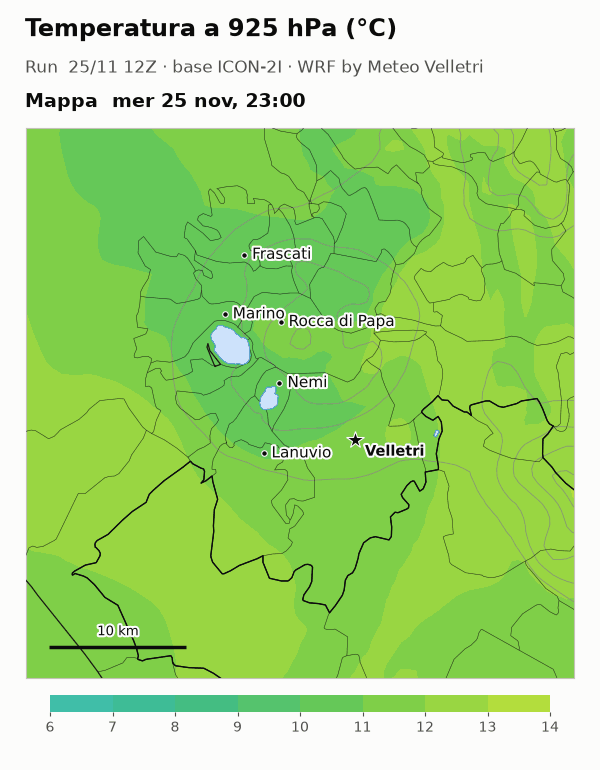 Temperatura a 925 hPa (°C)
Run  25/11 12Z · base ICON-2I · WRF by Meteo Velletri
Mappa  mer 25 nov, 23:00
Frascati
Marino
Rocca di Papa
Nemi
Velletri
Lanuvio
10 km
6 7 8 9 10 11 12 13 14